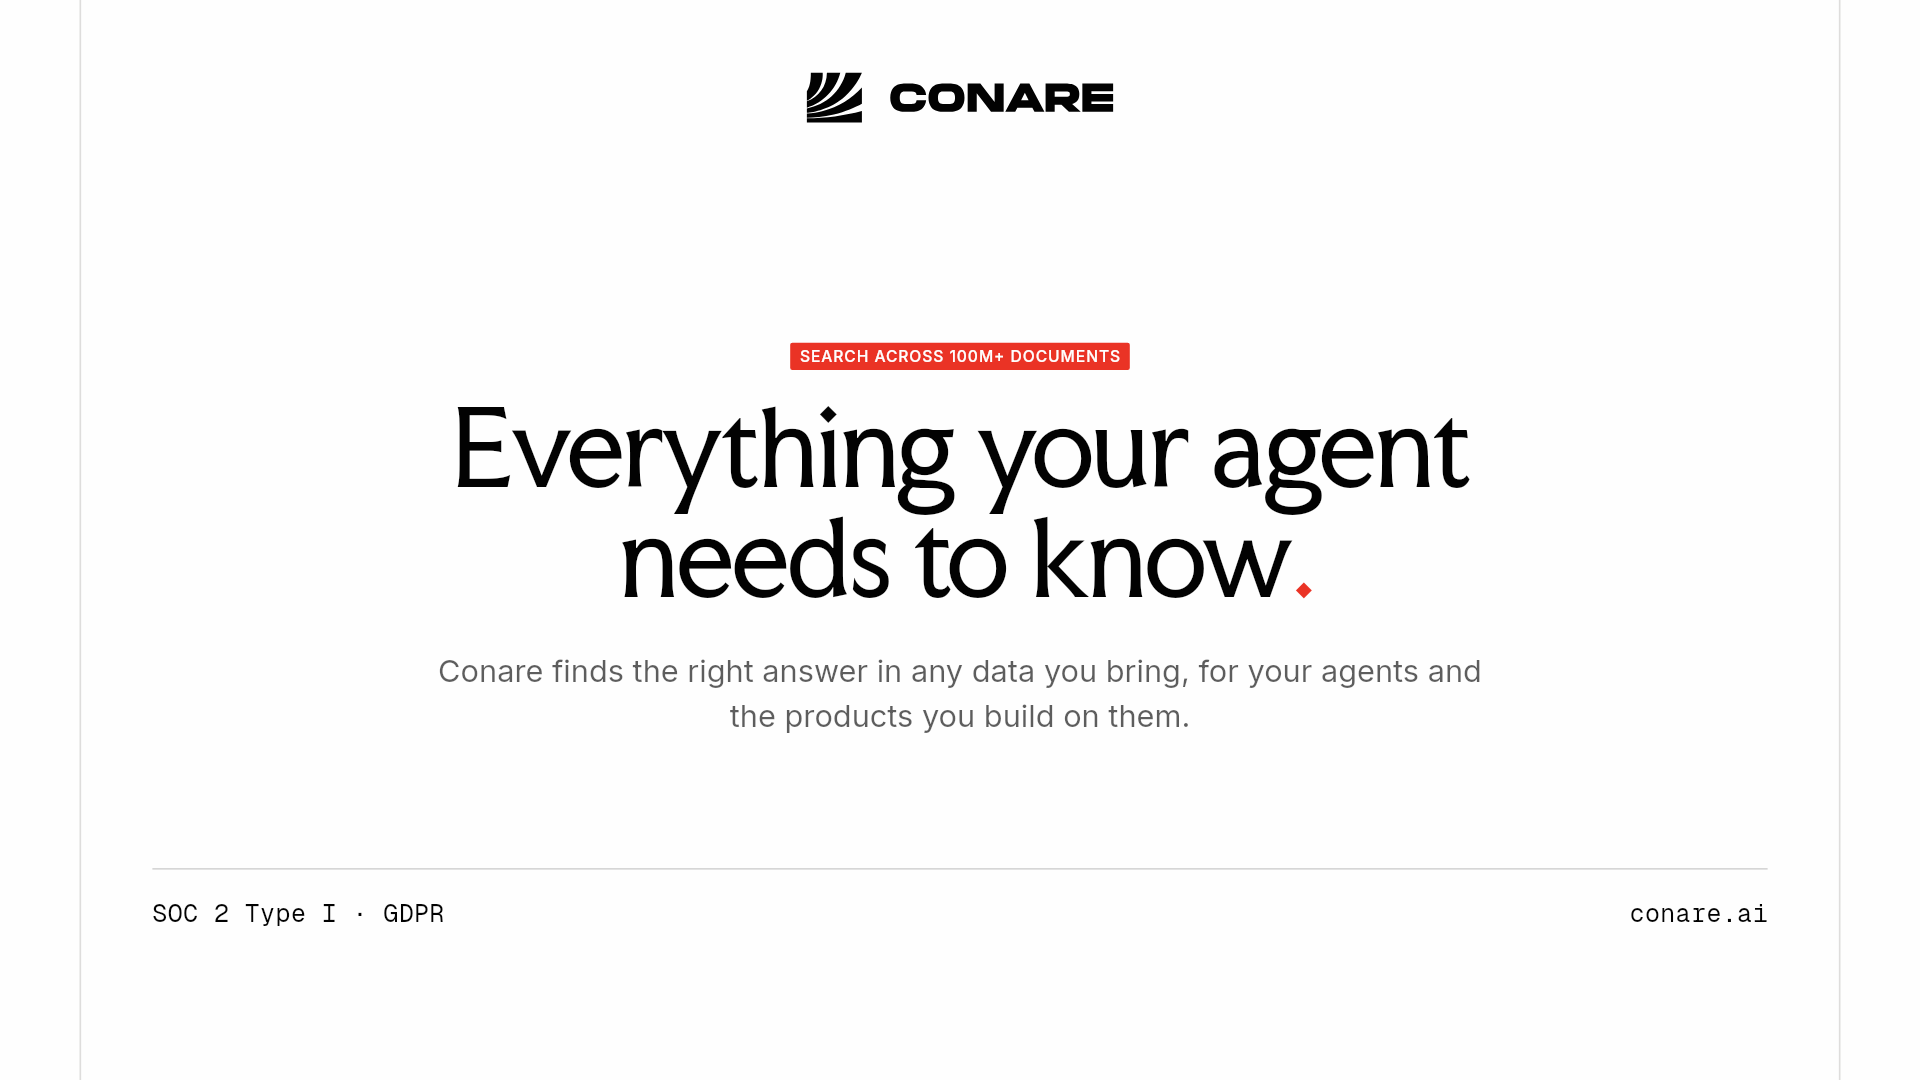 CONARE
SEARCH ACROSS 100M+ DOCUMENTS
Everything your agent
needs to know.
Conare finds the right answer in any data you bring, for your agents and
the products you build on them.
SOC 2 Type I · GDPR
conare.ai